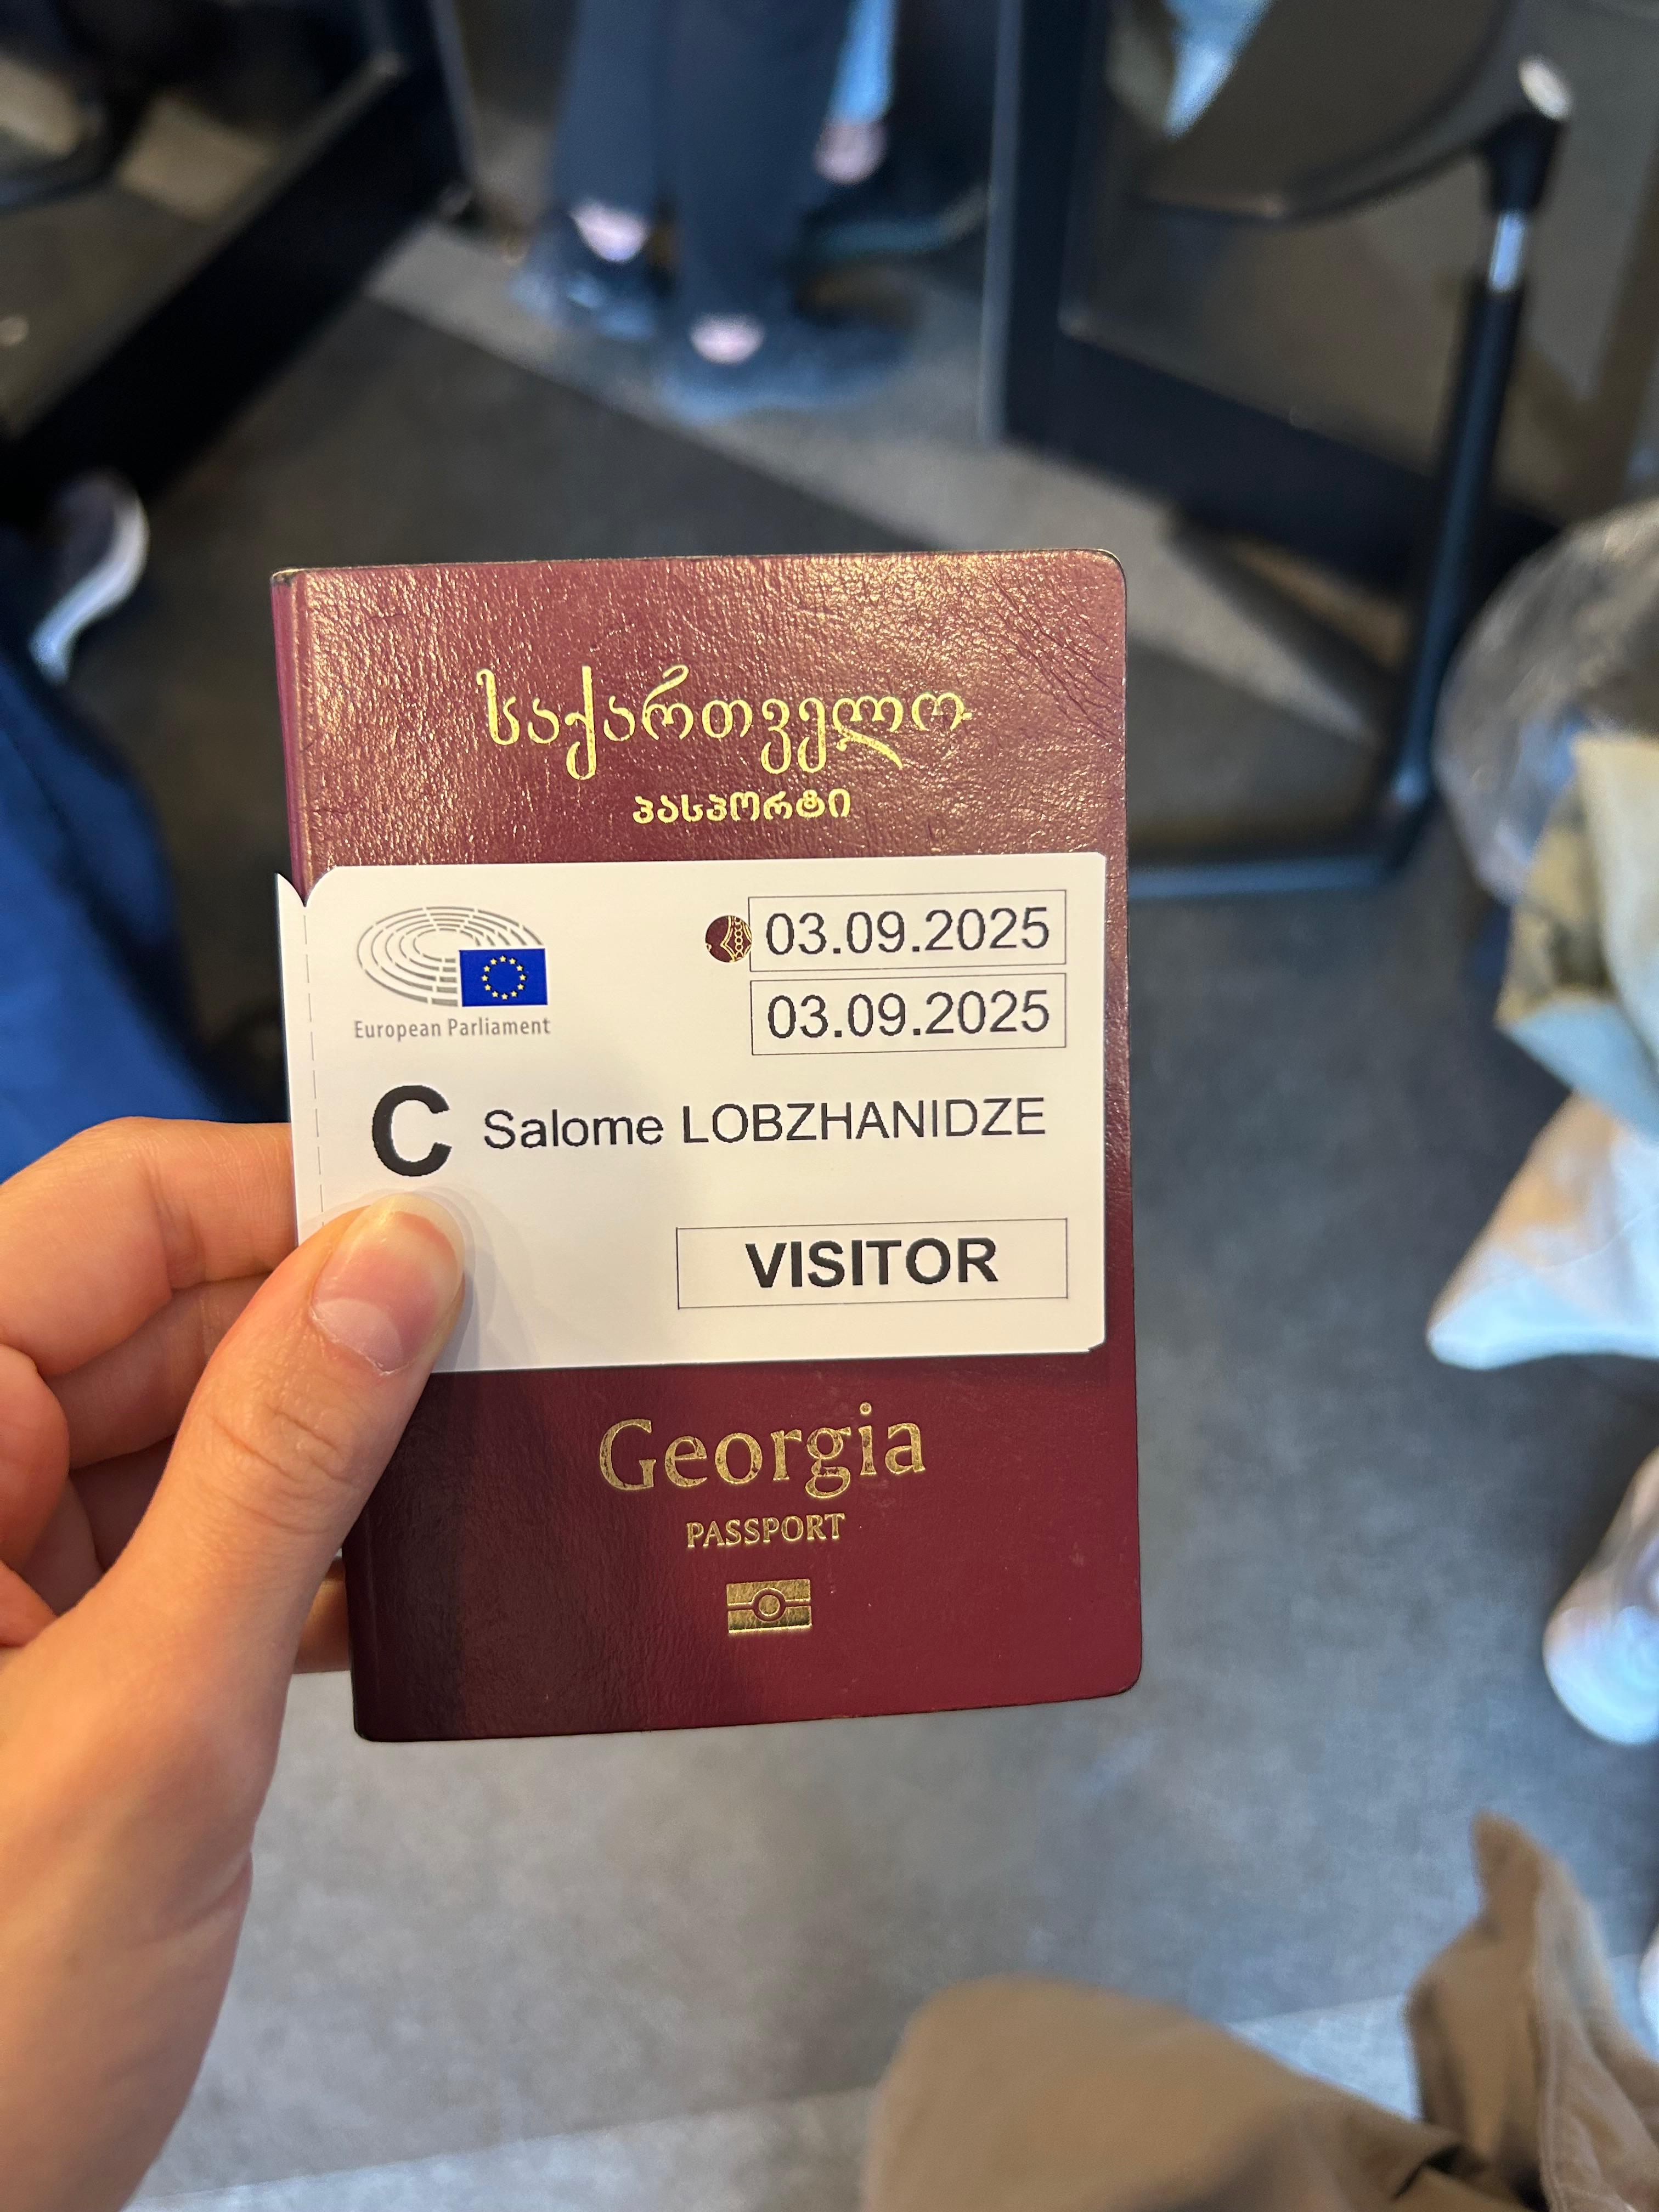 საქართველო
პასპორტი
European Parliament
03.09.2025
03.09.2025
C Salome LOBZHANIDZE
VISITOR
Georgia
PASSPORT